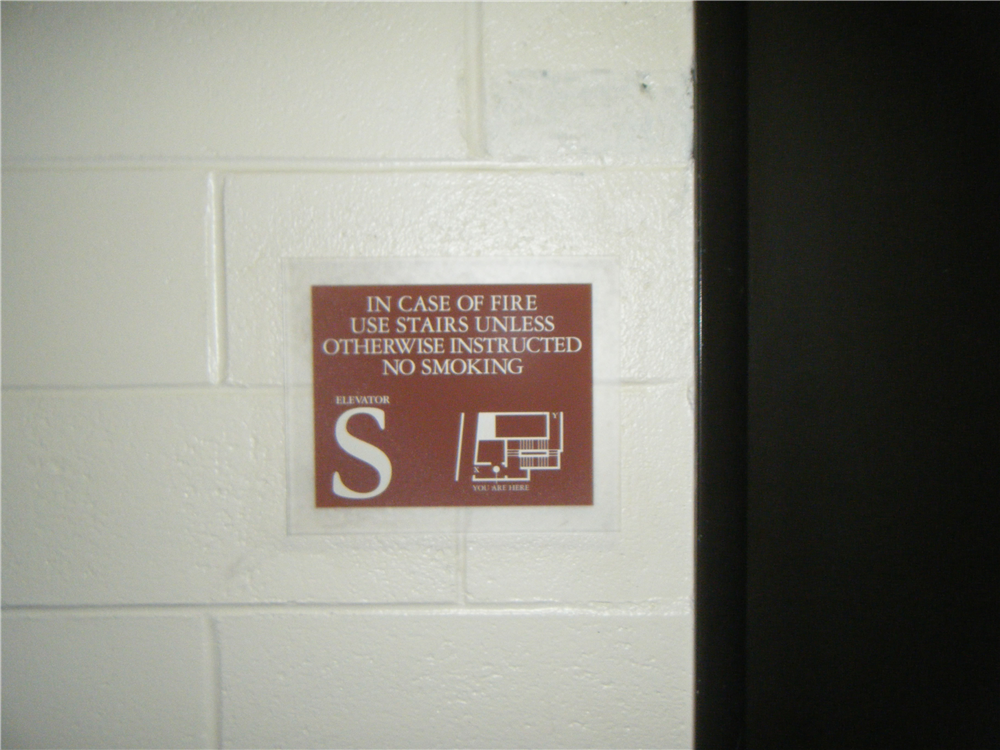 IN CASE OF FIRE
USE STAIRS UNLESS
OTHERWISE INSTRUCTED
NO SMOKING
ELEVATOR
S
Y
X
YOU ARE HERE